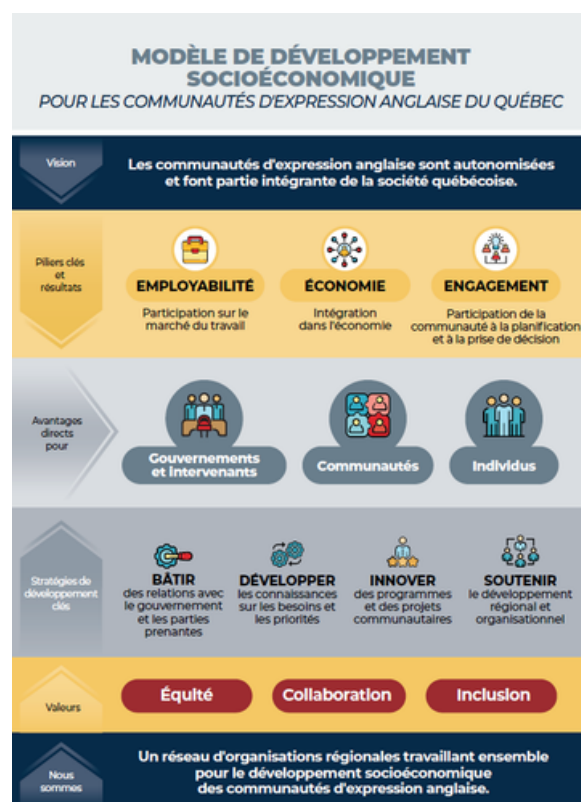 MODÈLE DE DÉVELOPPEMENT
SOCIOÉCONOMIQUE
POUR LES COMMUNAUTÉS D'EXPRESSION ANGLAISE DU QUÉBEC
Vision
Les communautés d'expression anglaise sont autonomisées
et font partie intégrante de la société québécoise.
Piliers clés
et
résultats
EMPLOYABILITÉ
Participation sur le
marché du travail
ÉCONOMIE
Intégration
dans l'économie
ENGAGEMENT
Participation de la
communauté à la planification
et à la prise de décision
Avantages
directs
pour
Gouvernements
et intervenants
Communautés
Individus
Stratégies de
développement
clés
BÂTIR
des relations avec
le gouvernement
et les parties
prenantes
DÉVELOPPER
les connaissances
sur les besoins et
les priorités
INNOVER
des programmes
et des projets
communautaires
SOUTENIR
le développement
régional et
organisationnel
Valeurs
Équité
Collaboration
Inclusion
Nous
sommes
Un réseau d'organisations régionales travaillant ensemble
pour le développement socioéconomique
des communautés d'expression anglaise.